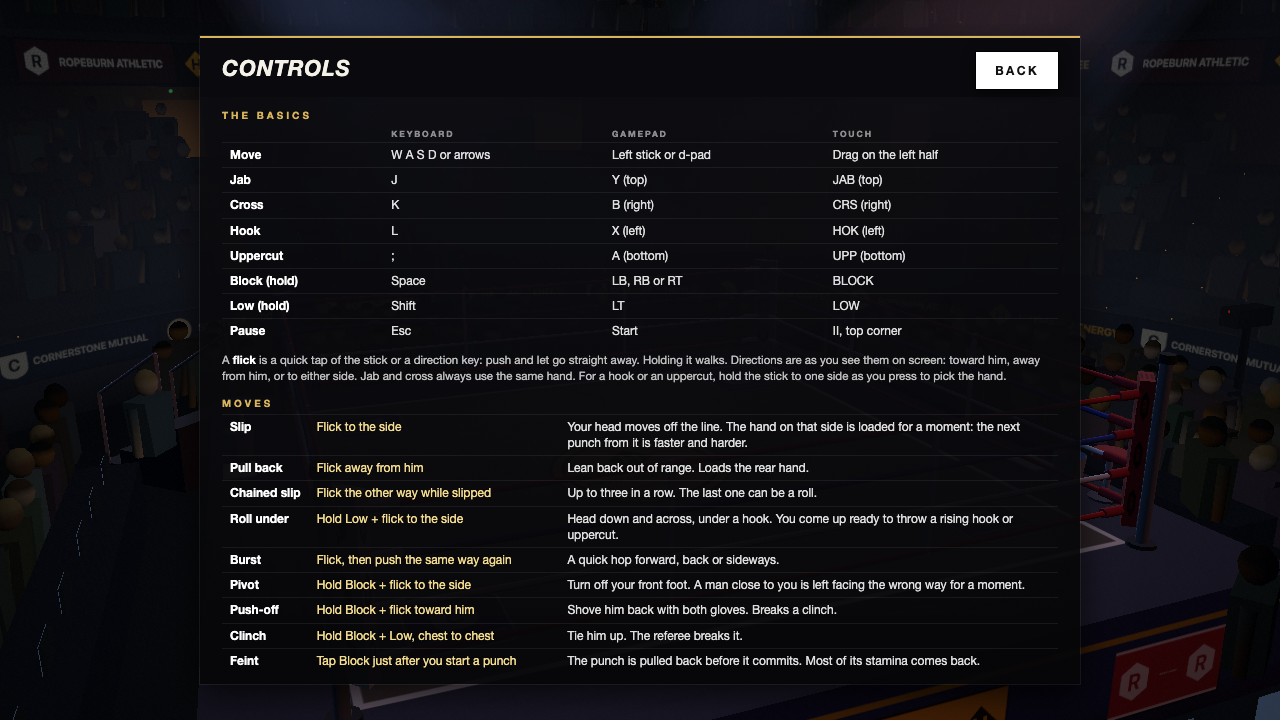 CONTROLS
BACK
THE BASICS
KEYBOARD GAMEPAD TOUCH
Move W A S D or arrows Left stick or d-pad Drag on the left half
Jab J Y (top) JAB (top)
Cross K B (right) CRS (right)
Hook L X (left) HOK (left)
Uppercut ; A (bottom) UPP (bottom)
Block (hold) Space LB, RB or RT BLOCK
Low (hold) Shift LT LOW
Pause Esc Start II, top corner
A flick is a quick tap of the stick or a direction key: push and let go straight away. Holding it walks. Directions are as you see them on screen: toward him, away
from him, or to either side. Jab and cross always use the same hand. For a hook or an uppercut, hold the stick to one side as you press to pick the hand.
MOVES
Slip Flick to the side Your head moves off the line. The hand on that side is loaded for a moment: the next
punch from it is faster and harder.
Pull back Flick away from him Lean back out of range. Loads the rear hand.
Chained slip Flick the other way while slipped Up to three in a row. The last one can be a roll.
Roll under Hold Low + flick to the side Head down and across, under a hook. You come up ready to throw a rising hook or
uppercut.
Burst Flick, then push the same way again A quick hop forward, back or sideways.
Pivot Hold Block + flick to the side Turn off your front foot. A man close to you is left facing the wrong way for a moment.
Push-off Hold Block + flick toward him Shove him back with both gloves. Breaks a clinch.
Clinch Hold Block + Low, chest to chest Tie him up. The referee breaks it.
Feint Tap Block just after you start a punch The punch is pulled back before it commits. Most of its stamina comes back.
R ROPEBURN ATHLETIC
R ROPEBURN ATHLETIC
C CORNERSTONE MUTUAL
ENERGY
CORNERSTONE MUTUAL
R R